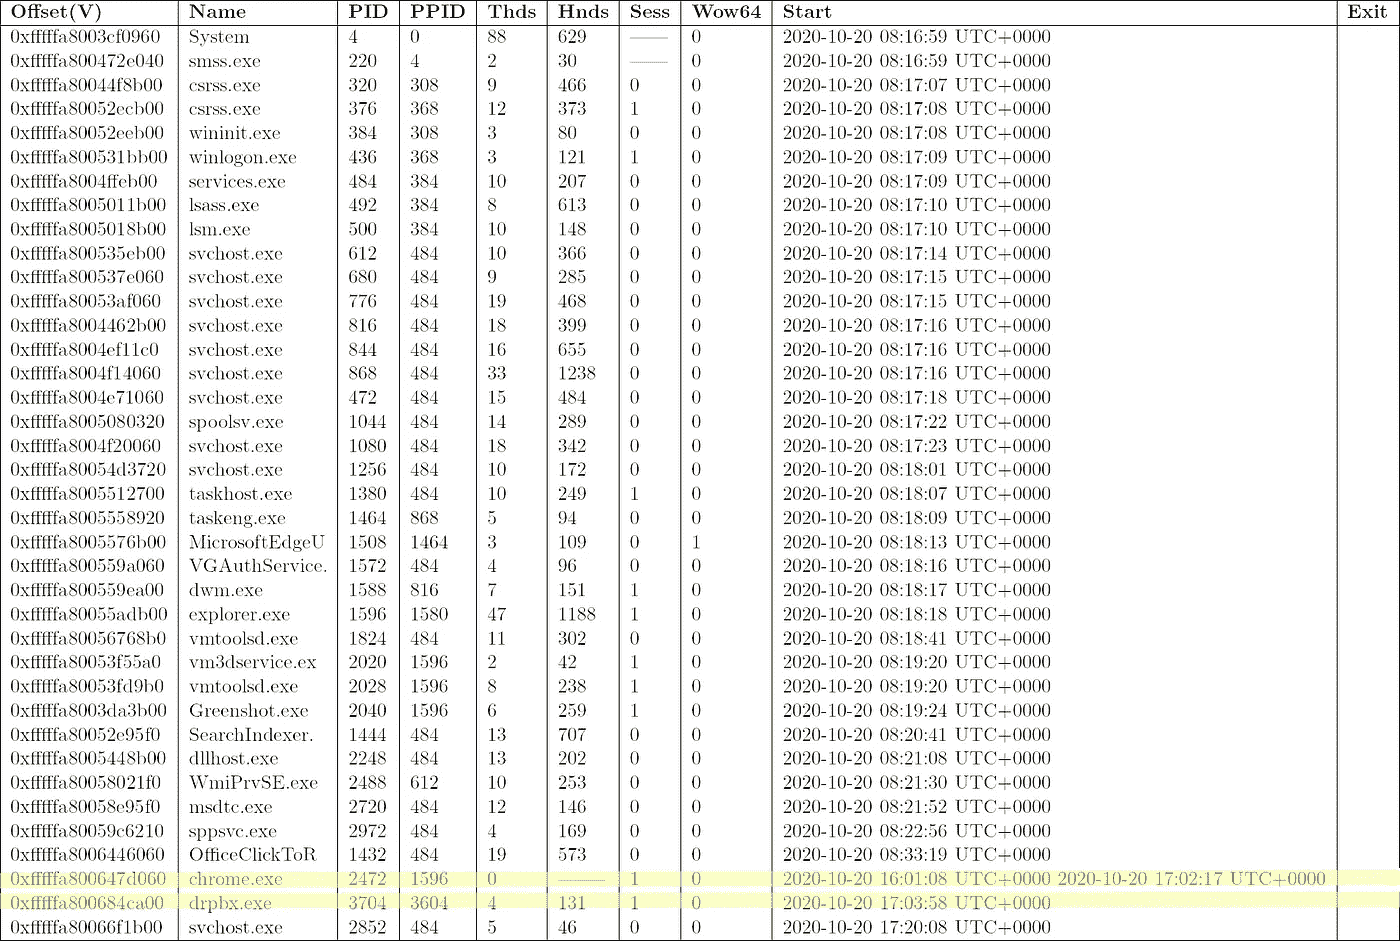 Offset(V) Name PID PPID Thds Hnds Sess Wow64 Start Exit
0xfffffa8003cf0960 System 4 0 88 629 —— 0 2020-10-20 08:16:59 UTC+0000
0xfffffa800472e040 smss.exe 220 4 2 30 —— 0 2020-10-20 08:16:59 UTC+0000
0xfffffa80044f8b00 csrss.exe 320 308 9 466 0 0 2020-10-20 08:17:07 UTC+0000
0xfffffa80052ecb00 csrss.exe 376 368 12 373 1 0 2020-10-20 08:17:08 UTC+0000
0xfffffa80052eeb00 wininit.exe 384 308 3 80 0 0 2020-10-20 08:17:08 UTC+0000
0xfffffa800531bb00 winlogon.exe 436 368 3 121 1 0 2020-10-20 08:17:09 UTC+0000
0xfffffa8004ffeb00 services.exe 484 384 10 207 0 0 2020-10-20 08:17:09 UTC+0000
0xfffffa8005011b00 lsass.exe 492 384 8 613 0 0 2020-10-20 08:17:10 UTC+0000
0xfffffa8005018b00 lsm.exe 500 384 10 148 0 0 2020-10-20 08:17:10 UTC+0000
0xfffffa800535eb00 svchost.exe 612 484 10 366 0 0 2020-10-20 08:17:14 UTC+0000
0xfffffa800537e060 svchost.exe 680 484 9 285 0 0 2020-10-20 08:17:15 UTC+0000
0xfffffa80053af060 svchost.exe 776 484 19 468 0 0 2020-10-20 08:17:15 UTC+0000
0xfffffa8004462b00 svchost.exe 816 484 18 399 0 0 2020-10-20 08:17:16 UTC+0000
0xfffffa8004ef11c0 svchost.exe 844 484 16 655 0 0 2020-10-20 08:17:16 UTC+0000
0xfffffa8004f14060 svchost.exe 868 484 33 1238 0 0 2020-10-20 08:17:16 UTC+0000
0xfffffa8004e71060 svchost.exe 472 484 15 484 0 0 2020-10-20 08:17:18 UTC+0000
0xfffffa8005080320 spoolsv.exe 1044 484 14 289 0 0 2020-10-20 08:17:22 UTC+0000
0xfffffa8004f20060 svchost.exe 1080 484 18 342 0 0 2020-10-20 08:17:23 UTC+0000
0xfffffa80054d3720 svchost.exe 1256 484 10 172 0 0 2020-10-20 08:18:01 UTC+0000
0xfffffa8005512700 taskhost.exe 1380 484 10 249 1 0 2020-10-20 08:18:07 UTC+0000
0xfffffa8005558920 taskeng.exe 1464 868 5 94 0 0 2020-10-20 08:18:09 UTC+0000
0xfffffa8005576b00 MicrosoftEdgeU 1508 1464 3 109 0 1 2020-10-20 08:18:13 UTC+0000
0xfffffa800559a060 VGAuthService. 1572 484 4 96 0 0 2020-10-20 08:18:16 UTC+0000
0xfffffa800559ea00 dwm.exe 1588 816 7 151 1 0 2020-10-20 08:18:17 UTC+0000
0xfffffa80055adb00 explorer.exe 1596 1580 47 1188 1 0 2020-10-20 08:18:18 UTC+0000
0xfffffa80056768b0 vmtoolsd.exe 1824 484 11 302 0 0 2020-10-20 08:18:41 UTC+0000
0xfffffa80053f55a0 vm3dservice.ex 2020 1596 2 42 1 0 2020-10-20 08:19:20 UTC+0000
0xfffffa80053fd9b0 vmtoolsd.exe 2028 1596 8 238 1 0 2020-10-20 08:19:20 UTC+0000
0xfffffa8003da3b00 Greenshot.exe 2040 1596 6 259 1 0 2020-10-20 08:19:24 UTC+0000
0xfffffa80052e95f0 SearchIndexer. 1444 484 13 707 0 0 2020-10-20 08:20:41 UTC+0000
0xfffffa8005448b00 dllhost.exe 2248 484 13 202 0 0 2020-10-20 08:21:08 UTC+0000
0xfffffa80058021f0 WmiPrvSE.exe 2488 612 10 253 0 0 2020-10-20 08:21:30 UTC+0000
0xfffffa80058e95f0 msdtc.exe 2720 484 12 146 0 0 2020-10-20 08:21:52 UTC+0000
0xfffffa80059c6210 sppsvc.exe 2972 484 4 169 0 0 2020-10-20 08:22:56 UTC+0000
0xfffffa8006446060 OfficeClickToR 1432 484 19 573 0 0 2020-10-20 08:33:19 UTC+0000
0xfffffa800647d060 chrome.exe 2472 1596 0 ——— 1 0 2020-10-20 16:01:08 UTC+0000 2020-10-20 17:02:17 UTC+0000
0xfffffa800684ca00 drpbx.exe 3704 3604 4 131 1 0 2020-10-20 17:03:58 UTC+0000
0xfffffa80066f1b00 svchost.exe 2852 484 5 46 0 0 2020-10-20 17:20:08 UTC+0000